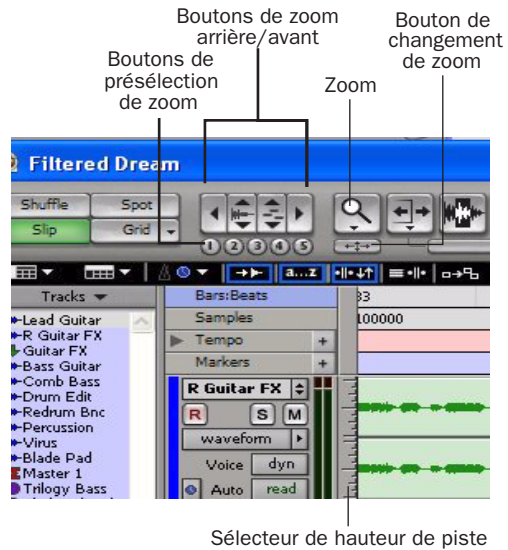 Boutons de zoom
arrière/avant
Bouton de
changement
de zoom
Boutons de
présélection
de zoom
Zoom
Filtered Dream
Shuffle
Spot
Slip
Grid
1 2 3 4 5
a...z
Tracks
Lead Guitar
R Guitar FX
Guitar FX
Bass Guitar
Comb Bass
Drum Edit
Redrum Bnc
Percussion
Virus
Blade Pad
Master 1
Trilogy Bass
Bars:Beats
33
Samples
100000
Tempo +
Markers +
R Guitar FX
R S M
waveform
Voice dyn
Auto read
Sélecteur de hauteur de piste